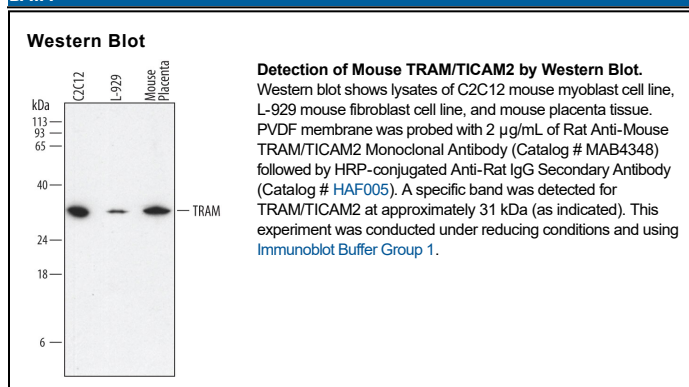 Western Blot
C2C12
L-929
Mouse
Placenta
kDa
113
93
65
40
TRAM
24
18
6
Detection of Mouse TRAM/TICAM2 by Western Blot.
Western blot shows lysates of C2C12 mouse myoblast cell line,
L-929 mouse fibroblast cell line, and mouse placenta tissue.
PVDF membrane was probed with 2 µg/mL of Rat Anti-Mouse
TRAM/TICAM2 Monoclonal Antibody (Catalog # MAB4348)
followed by HRP-conjugated Anti-Rat IgG Secondary Antibody
(Catalog # HAF005). A specific band was detected for
TRAM/TICAM2 at approximately 31 kDa (as indicated). This
experiment was conducted under reducing conditions and using
Immunoblot Buffer Group 1.